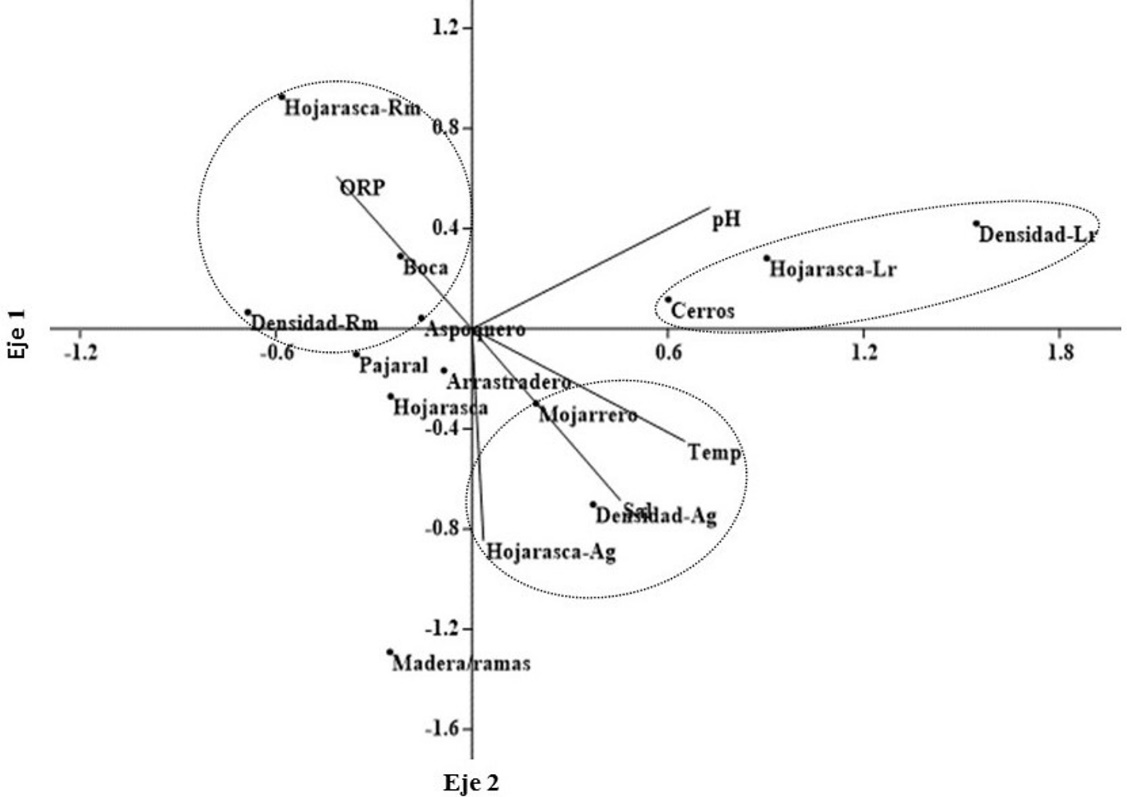 1.2
Hojarasca-Rm
0.8
ORP
0.4
pH
Densidad-Lr
Boca
Hojarasca-Lr
Cerros
Densidad-Rm
Aspoquero
Eje 1
-1.2
-0.6
0.6
1.2
1.8
Pajaral
Arrastradero
Hojarasca
Mojarrero
-0.4
Temp
Sal
Densidad-Ag
-0.8
Hojarasca-Ag
-1.2
Madera/ramas
-1.6
Eje 2